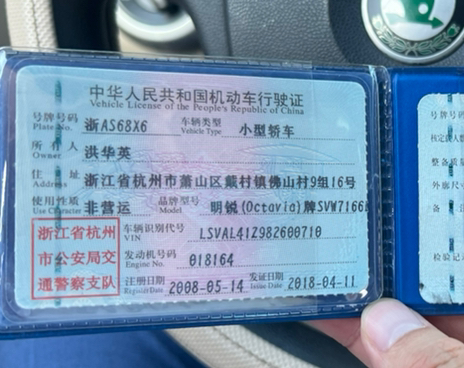 中华人民共和国机动车行驶证
Vehicle License of the People's Republic of China
号牌号码 Plate No. 浙AS68X6 车辆类型 Vehicle Type 小型轿车
所有人 Owner 洪华英
住址 Address 浙江省杭州市萧山区戴村镇佛山村9组16号
使用性质 Use Character 非营运 品牌型号 Model 明锐(Octavia)牌SVW7166
浙江省杭州
市公安局交
通警察支队
车辆识别代号 VIN LSVAL41Z982600710
发动机号码 Engine No. 018164
注册日期 Register Date 2008-05-14 发证日期 Issue Date 2018-04-11
号牌号
核定载人
整备质
外廓尺
检验记